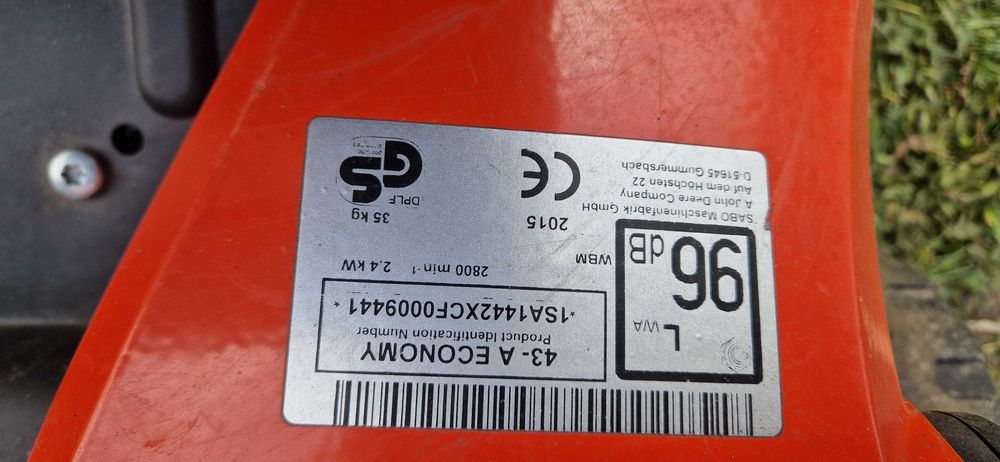 43- A ECONOMY
Product Identification Number
*1SA1442XCF0009441*
L WA
96 dB
2800 min-1 2.4 kW
WBM
2015
CE
35 kg
DPLF
GS
SABO Maschinenfabrik GmbH
A John Deere Company
Auf dem Höchsten 22
D-51645 Gummersbach